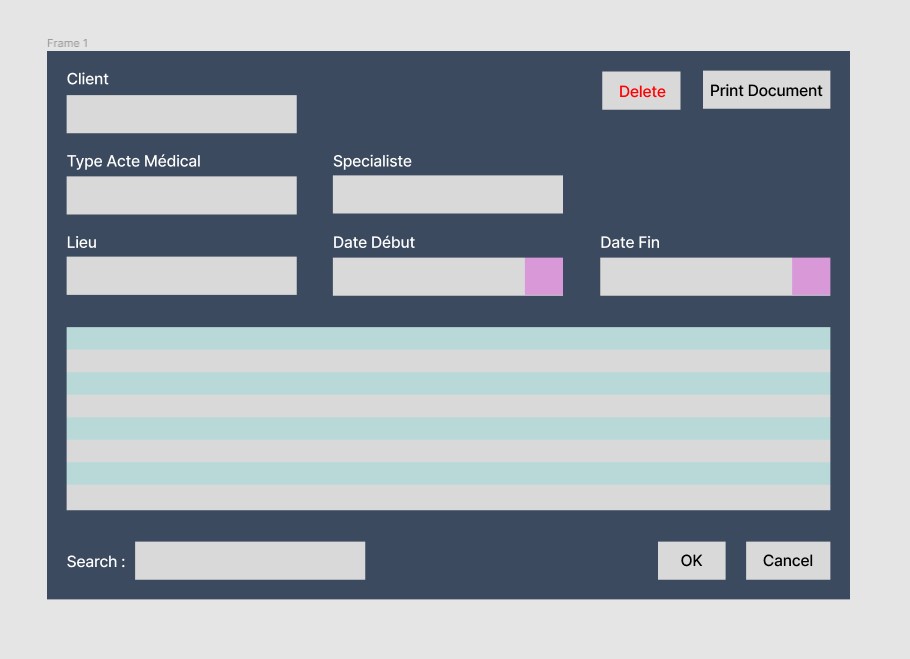 Frame 1
Client
Delete
Print Document
Type Acte Médical
Specialiste
Lieu
Date Début
Date Fin
Search :
OK
Cancel